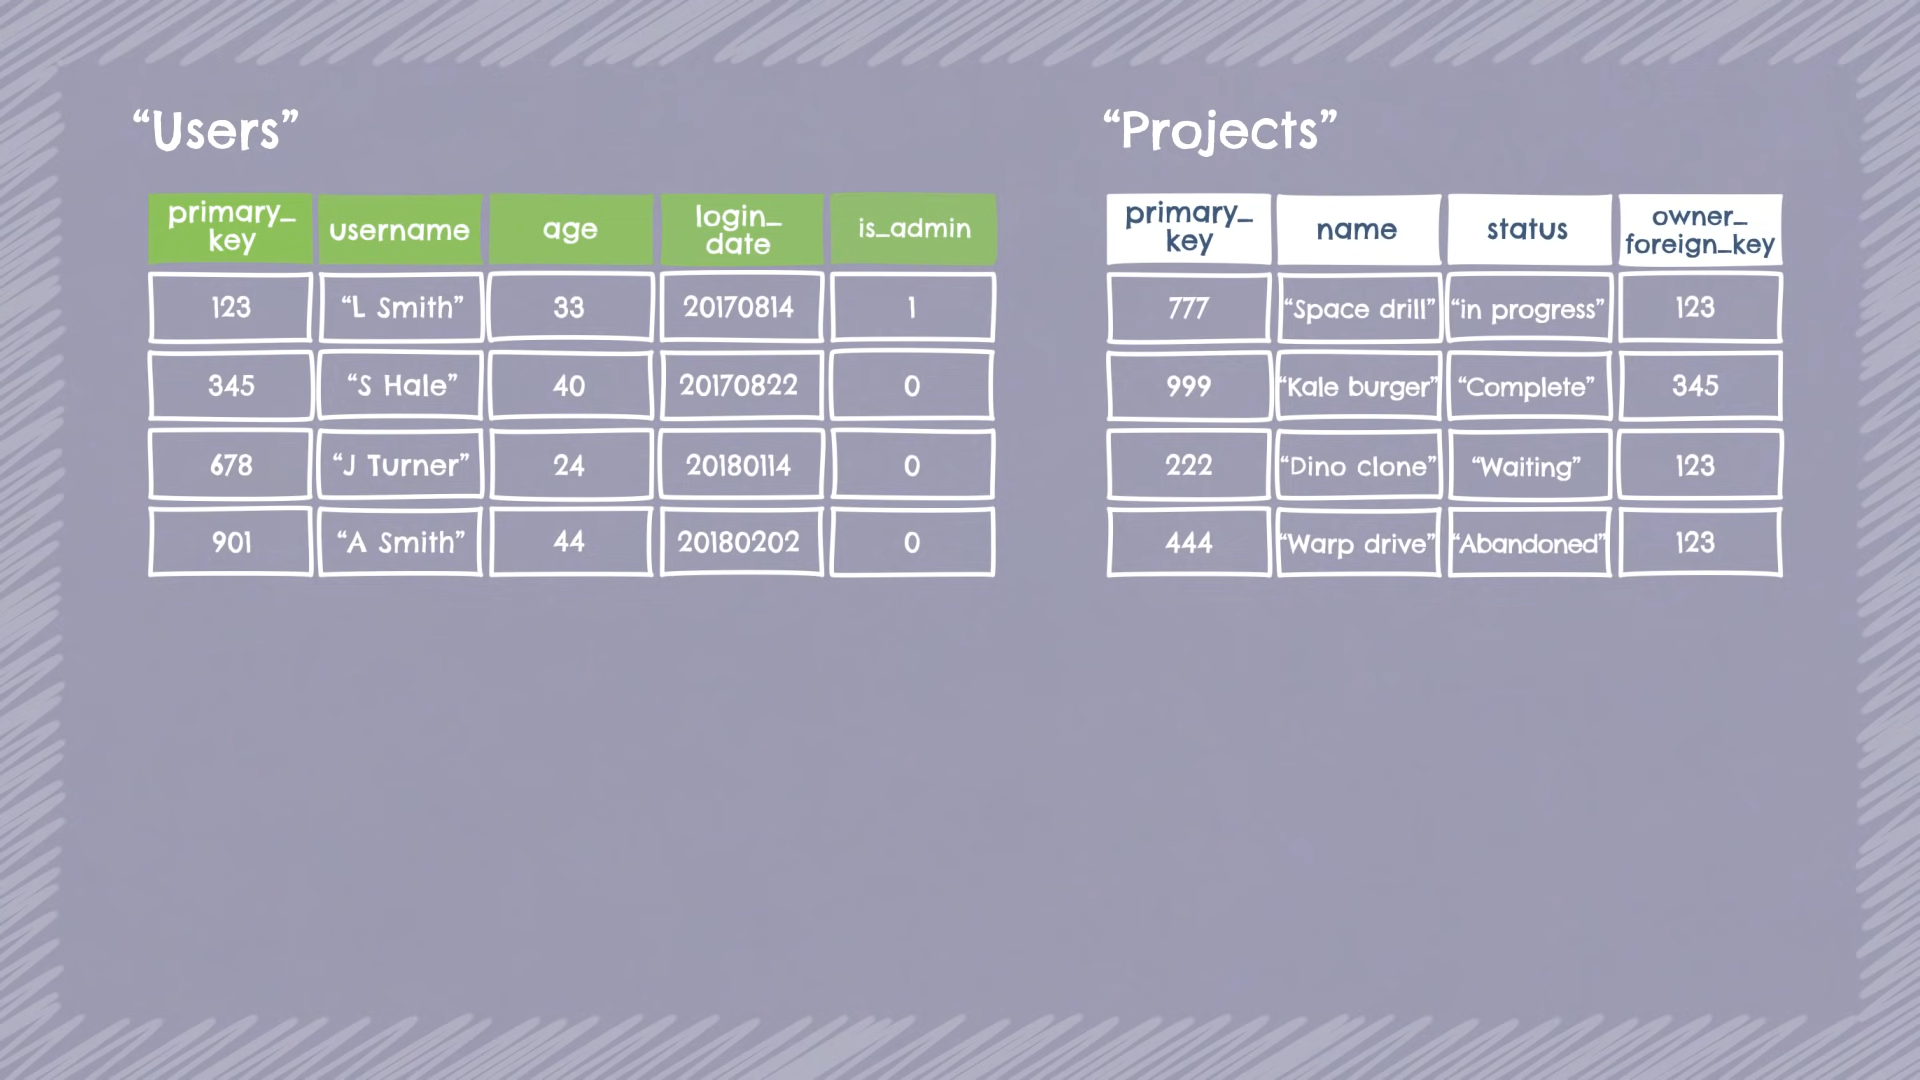 “Users”
primary_
key
username
age
login_
date
is_admin
123 “L Smith” 33 20170814 1
345 “S Hale” 40 20170822 0
678 “J Turner” 24 20180114 0
901 “A Smith” 44 20180202 0
“Projects”
primary_
key
name
status
owner_
foreign_key
777 “Space drill” “in progress” 123
999 “Kale burger” “Complete” 345
222 “Dino clone” “Waiting” 123
444 “Warp drive” “Abandoned” 123